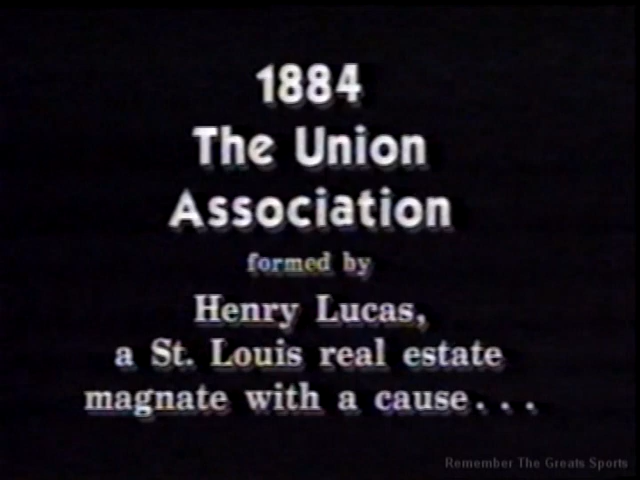 1884
The Union
Association
formed by
Henry Lucas,
a St. Louis real estate
magnate with a cause...
Remember The Greats Sports